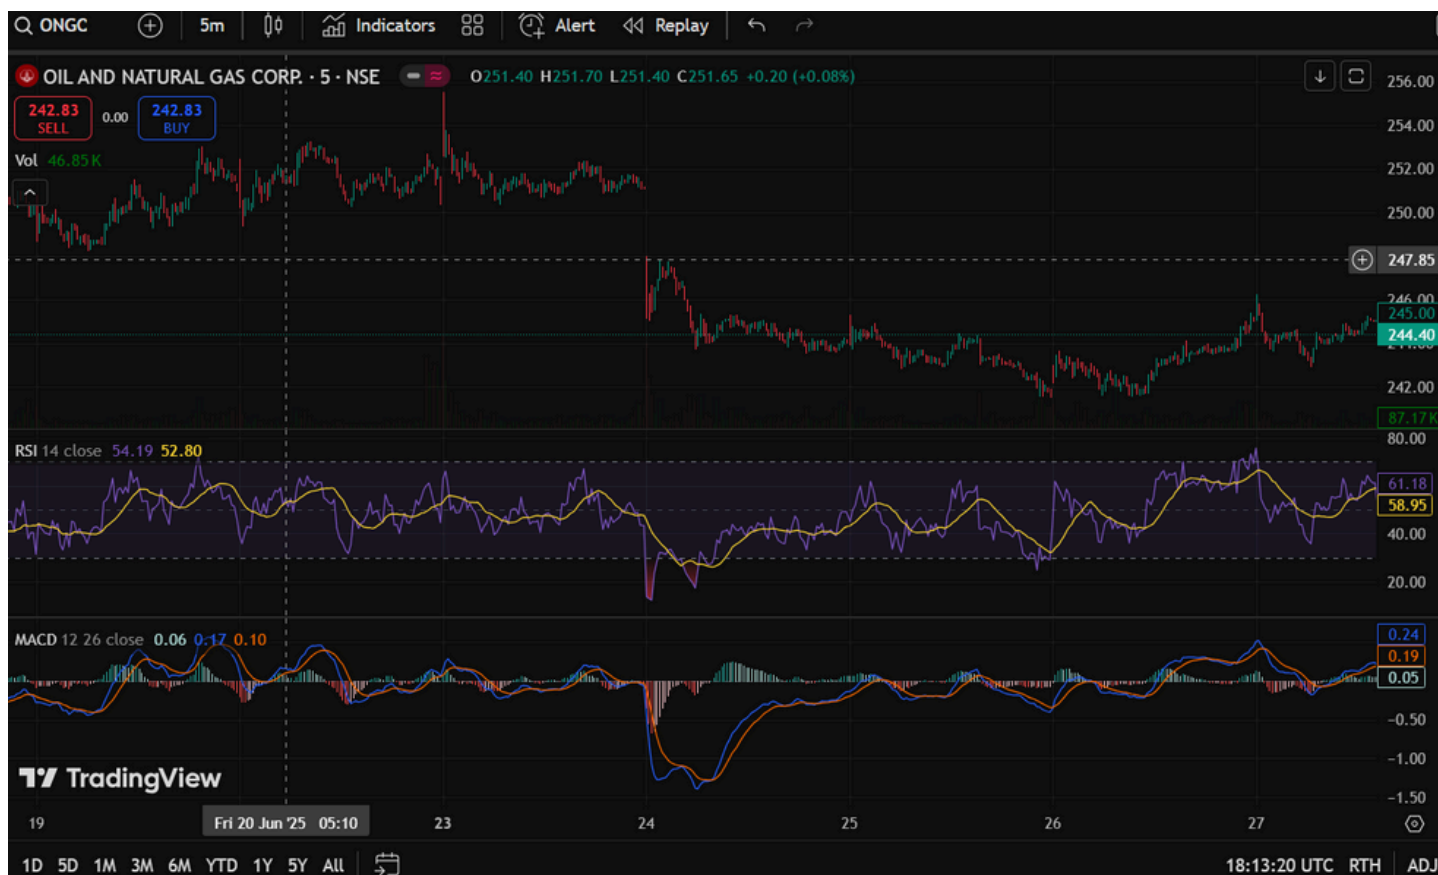 ONGC 5m Indicators Alert Replay
OIL AND NATURAL GAS CORP. · 5 · NSE O251.40 H251.70 L251.40 C251.65 +0.20 (+0.08%)
242.83 SELL 0.00 242.83 BUY
Vol 46.85K
256.00
254.00
252.00
250.00
247.85
246.00
245.00
244.40
242.00
87.17K
RSI 14 close 54.19 52.80
80.00
61.18
58.95
40.00
20.00
MACD 12 26 close 0.06 0.17 0.10
0.24
0.19
0.05
−0.50
−1.00
−1.50
TradingView
19 Fri 20 Jun '25 05:10 23 24 25 26 27
1D 5D 1M 3M 6M YTD 1Y 5Y All 18:13:20 UTC RTH ADJ